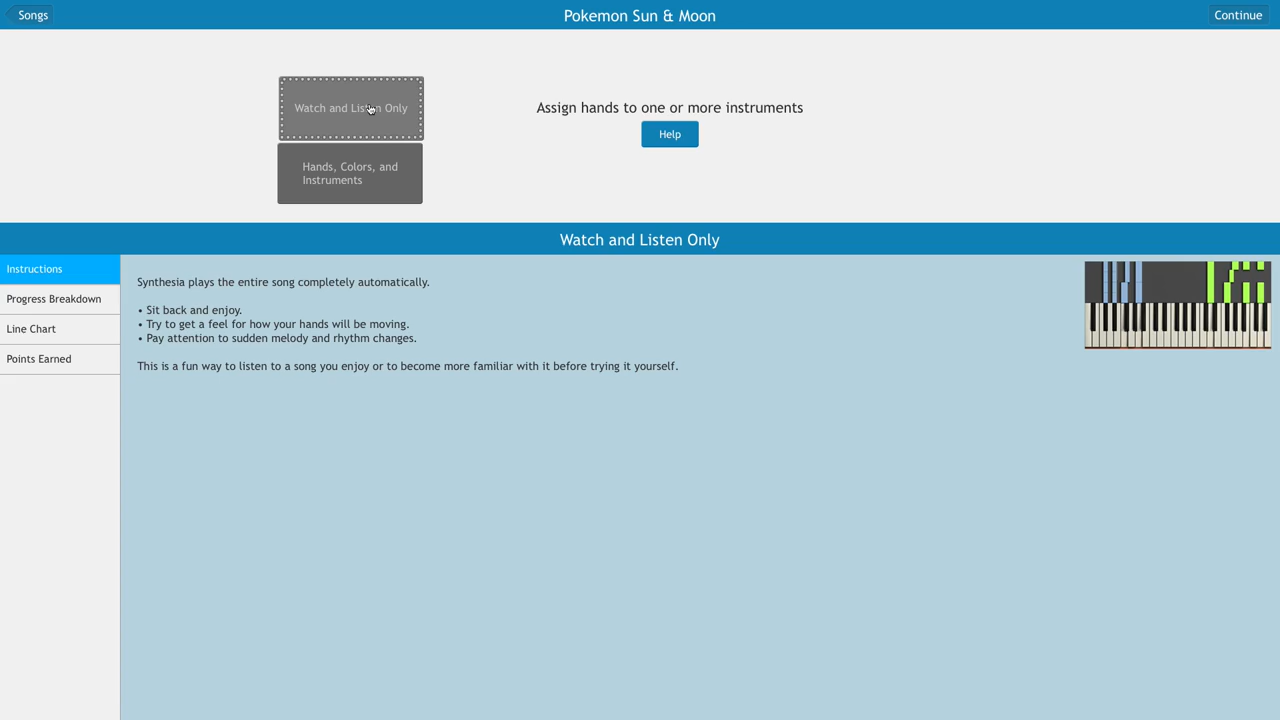 Songs
Pokemon Sun & Moon
Continue
Watch and Listen Only
Assign hands to one or more instruments
Help
Hands, Colors, and
Instruments
Watch and Listen Only
Instructions
Progress Breakdown
Line Chart
Points Earned
Synthesia plays the entire song completely automatically.
• Sit back and enjoy.
• Try to get a feel for how your hands will be moving.
• Pay attention to sudden melody and rhythm changes.
This is a fun way to listen to a song you enjoy or to become more familiar with it before trying it yourself.